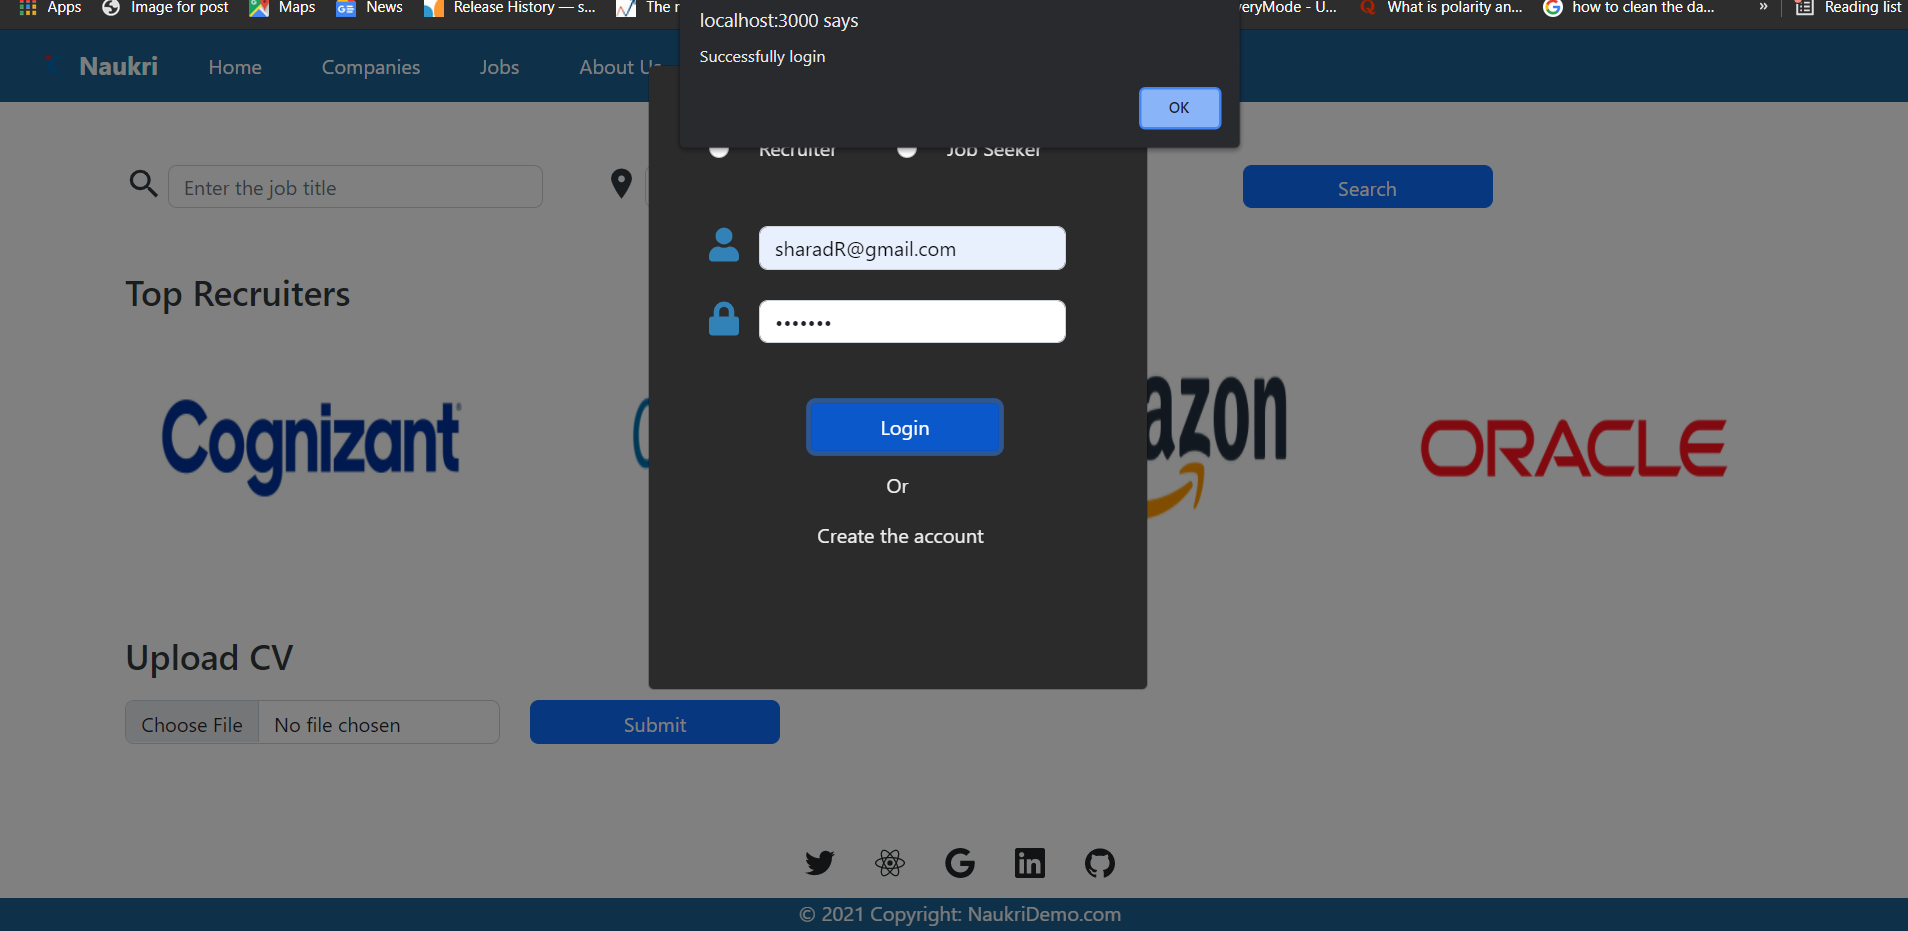 Apps Image for post Maps News Release History — s... The r
veryMode - U... What is polarity an... how to clean the da... » Reading list
localhost:3000 says
Successfully login
OK
Naukri Home Companies Jobs About Us
Recruiter Job Seeker
Enter the job title
Search
sharadR@gmail.com
•••••••
Top Recruiters
Login
Or
Create the account
Cognizant
azon
ORACLE
Upload CV
Choose File No file chosen
Submit
© 2021 Copyright: NaukriDemo.com